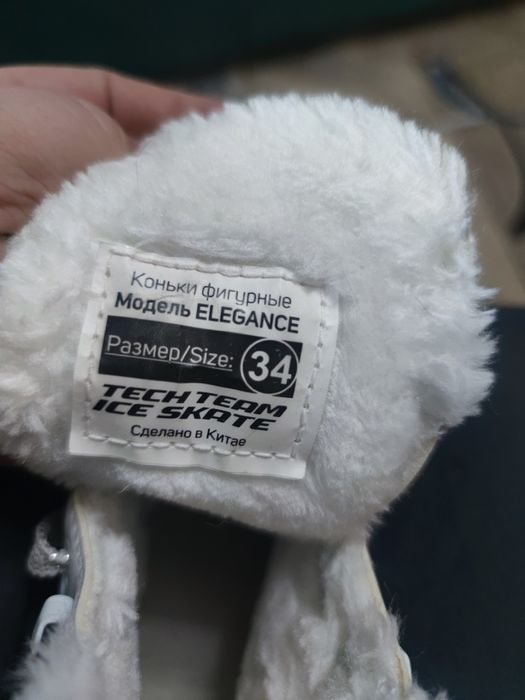 Коньки фигурные
Модель ELEGANCE
Размер/Size: 34
TECH TEAM
ICE SKATE
Сделано в Китае